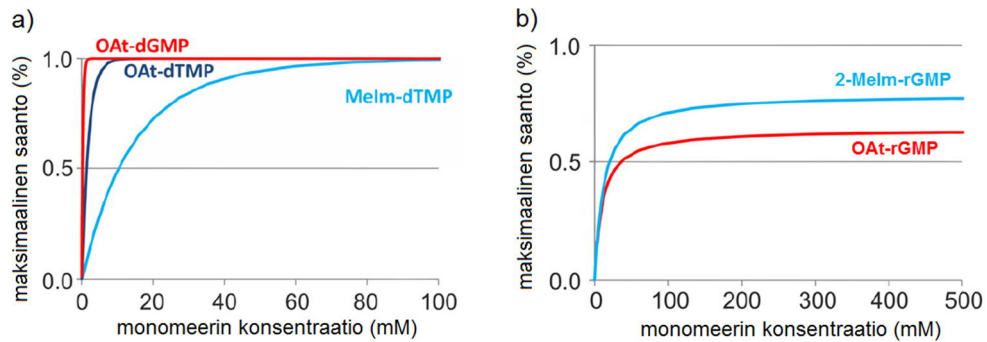 a)
maksimaalinen saanto (%)
1.0
0.5
0.0
OAt-dGMP
OAt-dTMP
MeIm-dTMP
0 20 40 60 80 100
monomeerin konsentraatio (mM)
b)
maksimaalinen saanto (%)
1.0
0.5
0.0
2-MeIm-rGMP
OAt-rGMP
0 100 200 300 400 500
monomeerin konsentraatio (mM)